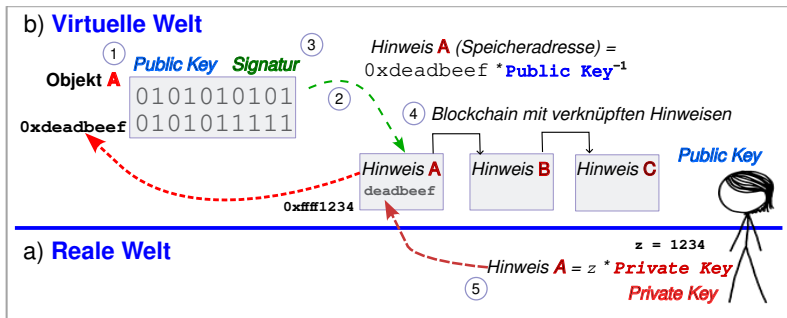 b) Virtuelle Welt
1
3
Public Key Signatur
Hinweis A (Speicheradresse) =
0xdeadbeef * Public Key⁻¹
Objekt A
0101010101
0101011111
2
0xdeadbeef
4 Blockchain mit verknüpften Hinweisen
Hinweis A
deadbeef
Hinweis B
Hinweis C
Public Key
0xffff1234
a) Reale Welt
z = 1234
Hinweis A = z * Private Key
5
Private Key